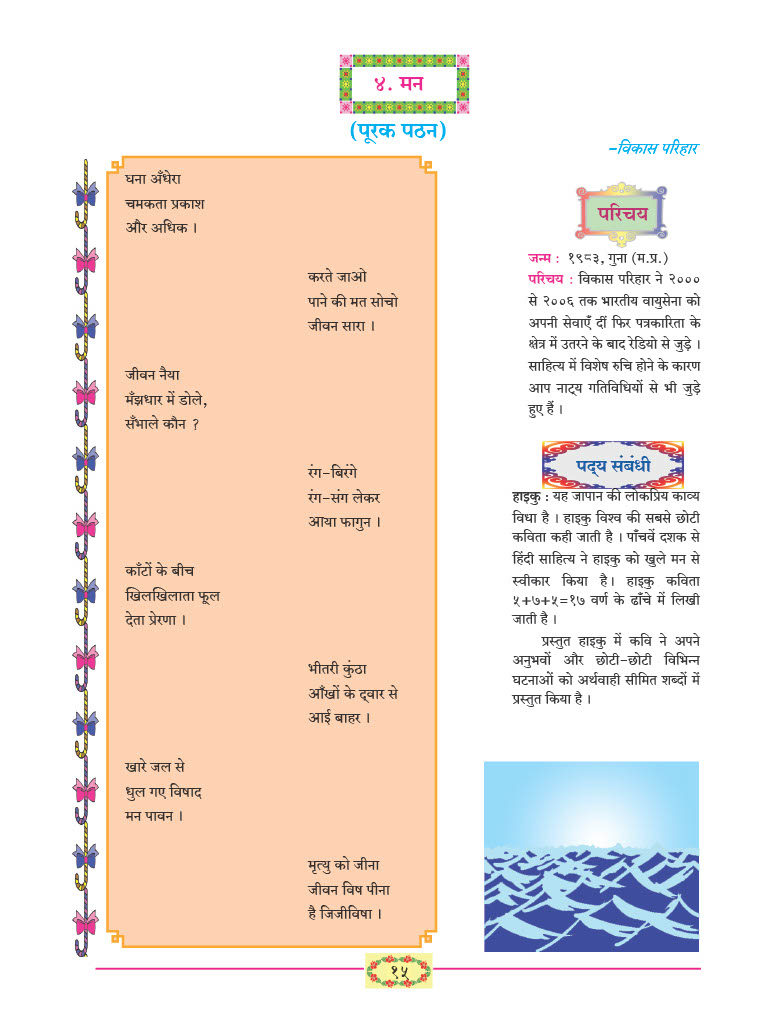 ४. मन
(पूरक पठन)
–विकास परिहार
घना अँधेरा
चमकता प्रकाश
और अधिक ।
करते जाओ
पाने की मत सोचो
जीवन सारा ।
जीवन नैया
मँझधार में डोले,
सँभाले कौन ?
रंग-बिरंगे
रंग-संग लेकर
आया फागुन ।
काँटों के बीच
खिलखिलाता फूल
देता प्रेरणा ।
भीतरी कुंठा
आँखों के द्‌वार से
आई बाहर ।
खारे जल से
धुल गए विषाद
मन पावन ।
मृत्यु को जीना
जीवन विष पीना
है जिजीविषा ।
परिचय
जन्म : १९८३, गुना (म.प्र.)
परिचय : विकास परिहार ने २०००
से २००६ तक भारतीय वायुसेना को
अपनी सेवाएँ दीं फिर पत्रकारिता के
क्षेत्र में उतरने के बाद रेडियो से जुड़े ।
साहित्य में विशेष रुचि होने के कारण
आप नाट्य गतिविधियों से भी जुड़े
हुए हैं ।
पद्‌य संबंधी
हाइकु : यह जापान की लोकप्रिय काव्य
विधा है । हाइकु विश्व की सबसे छोटी
कविता कही जाती है । पाँचवें दशक से
हिंदी साहित्य ने हाइकु को खुले मन से
स्वीकार किया है। हाइकु कविता
५+७+५=१७ वर्ण के ढाँचे में लिखी
जाती है ।
प्रस्तुत हाइकु में कवि ने अपने
अनुभवों और छोटी-छोटी विभिन्न
घटनाओं को अर्थवाही सीमित शब्दों में
प्रस्तुत किया है ।
१५